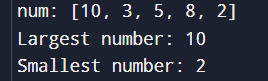 num: [10, 3, 5, 8, 2]
Largest number: 10
Smallest number: 2